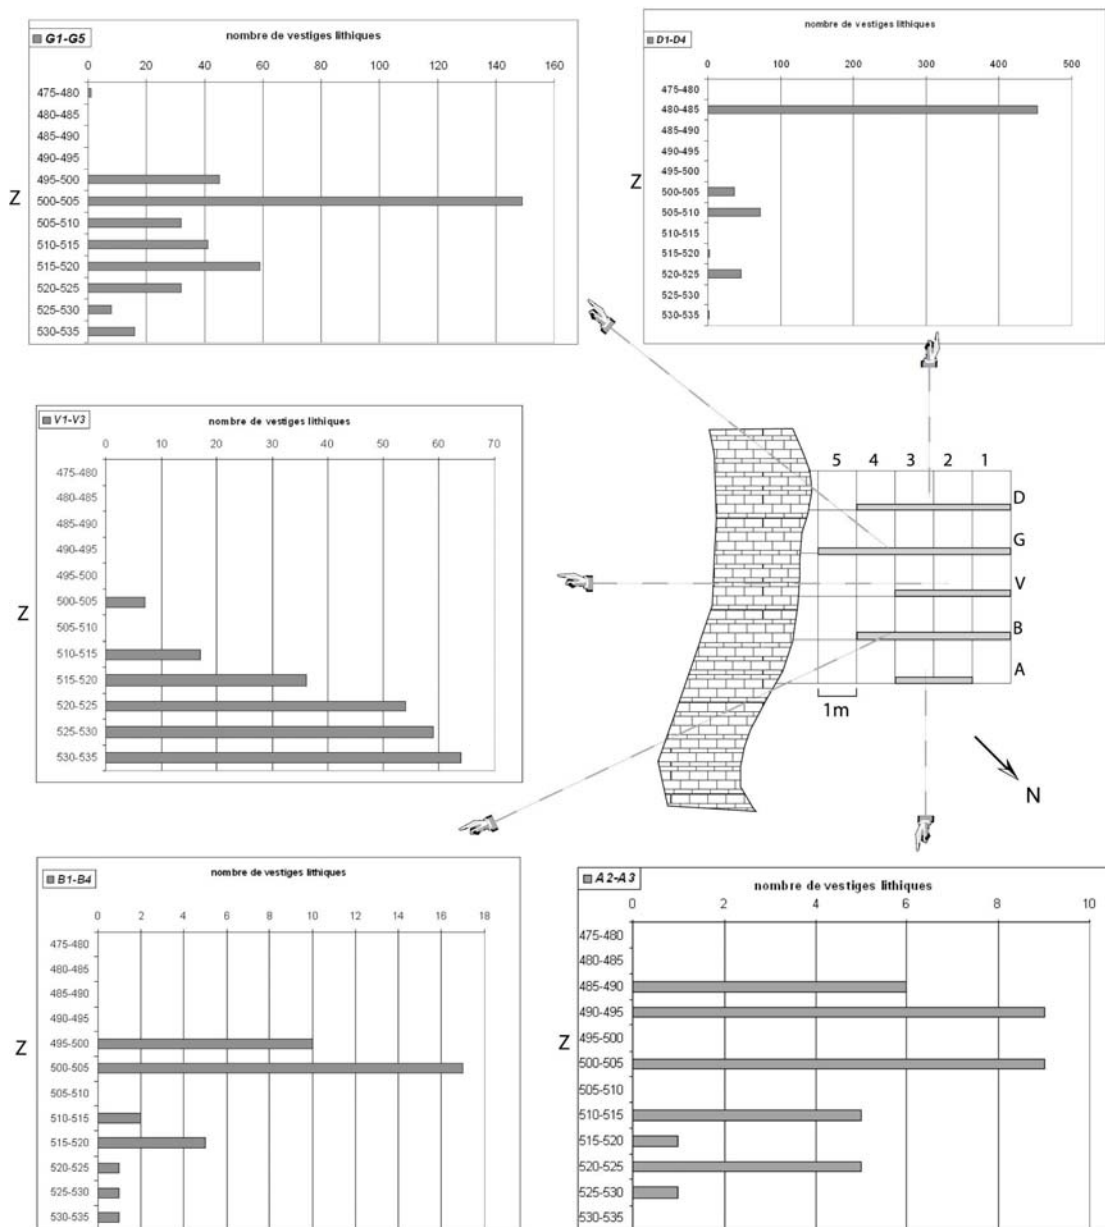 G1-G5
nombre de vestiges lithiques
0 20 40 60 80 100 120 140 160
475-480
480-485
485-490
490-495
495-500
500-505
505-510
510-515
515-520
520-525
525-530
530-535
Z
D1-D4
nombre de vestiges lithiques
0 100 200 300 400 500
475-480
480-485
485-490
490-495
495-500
500-505
505-510
510-515
515-520
520-525
525-530
530-535
Z
V1-V3
nombre de vestiges lithiques
0 10 20 30 40 50 60 70
475-480
480-485
485-490
490-495
495-500
500-505
505-510
510-515
515-520
520-525
525-530
530-535
Z
5 4 3 2 1
D
G
V
B
A
1m
N
B1-B4
nombre de vestiges lithiques
0 2 4 6 8 10 12 14 16 18
475-480
480-485
485-490
490-495
495-500
500-505
505-510
510-515
515-520
520-525
525-530
530-535
Z
A2-A3
nombre de vestiges lithiques
0 2 4 6 8 10
475-480
480-485
485-490
490-495
495-500
500-505
505-510
510-515
515-520
520-525
525-530
530-535
Z